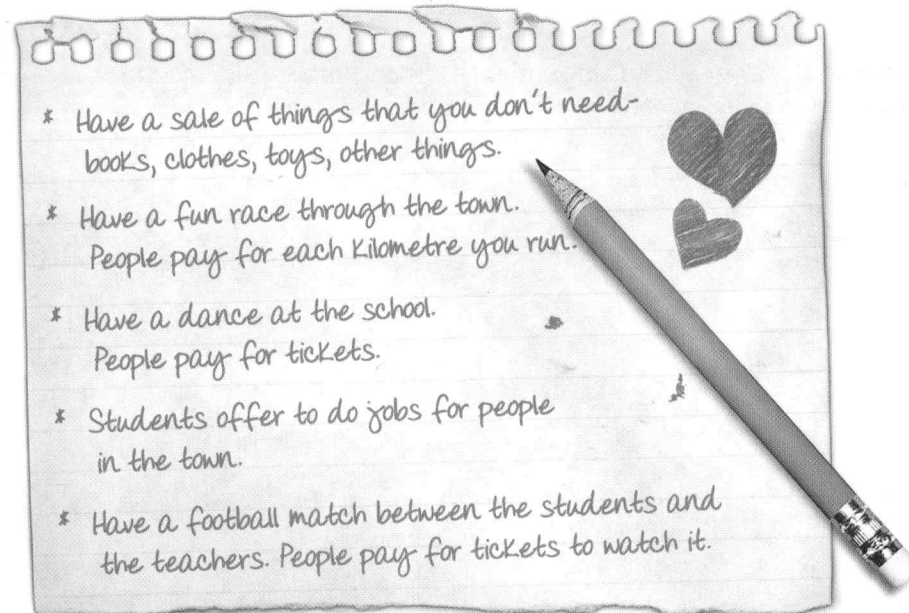 * Have a sale of things that you don't need-
books, clothes, toys, other things.
* Have a fun race through the town.
People pay for each kilometre you run.
* Have a dance at the school.
People pay for tickets.
* Students offer to do jobs for people
in the town.
* Have a football match between the students and
the teachers. People pay for tickets to watch it.